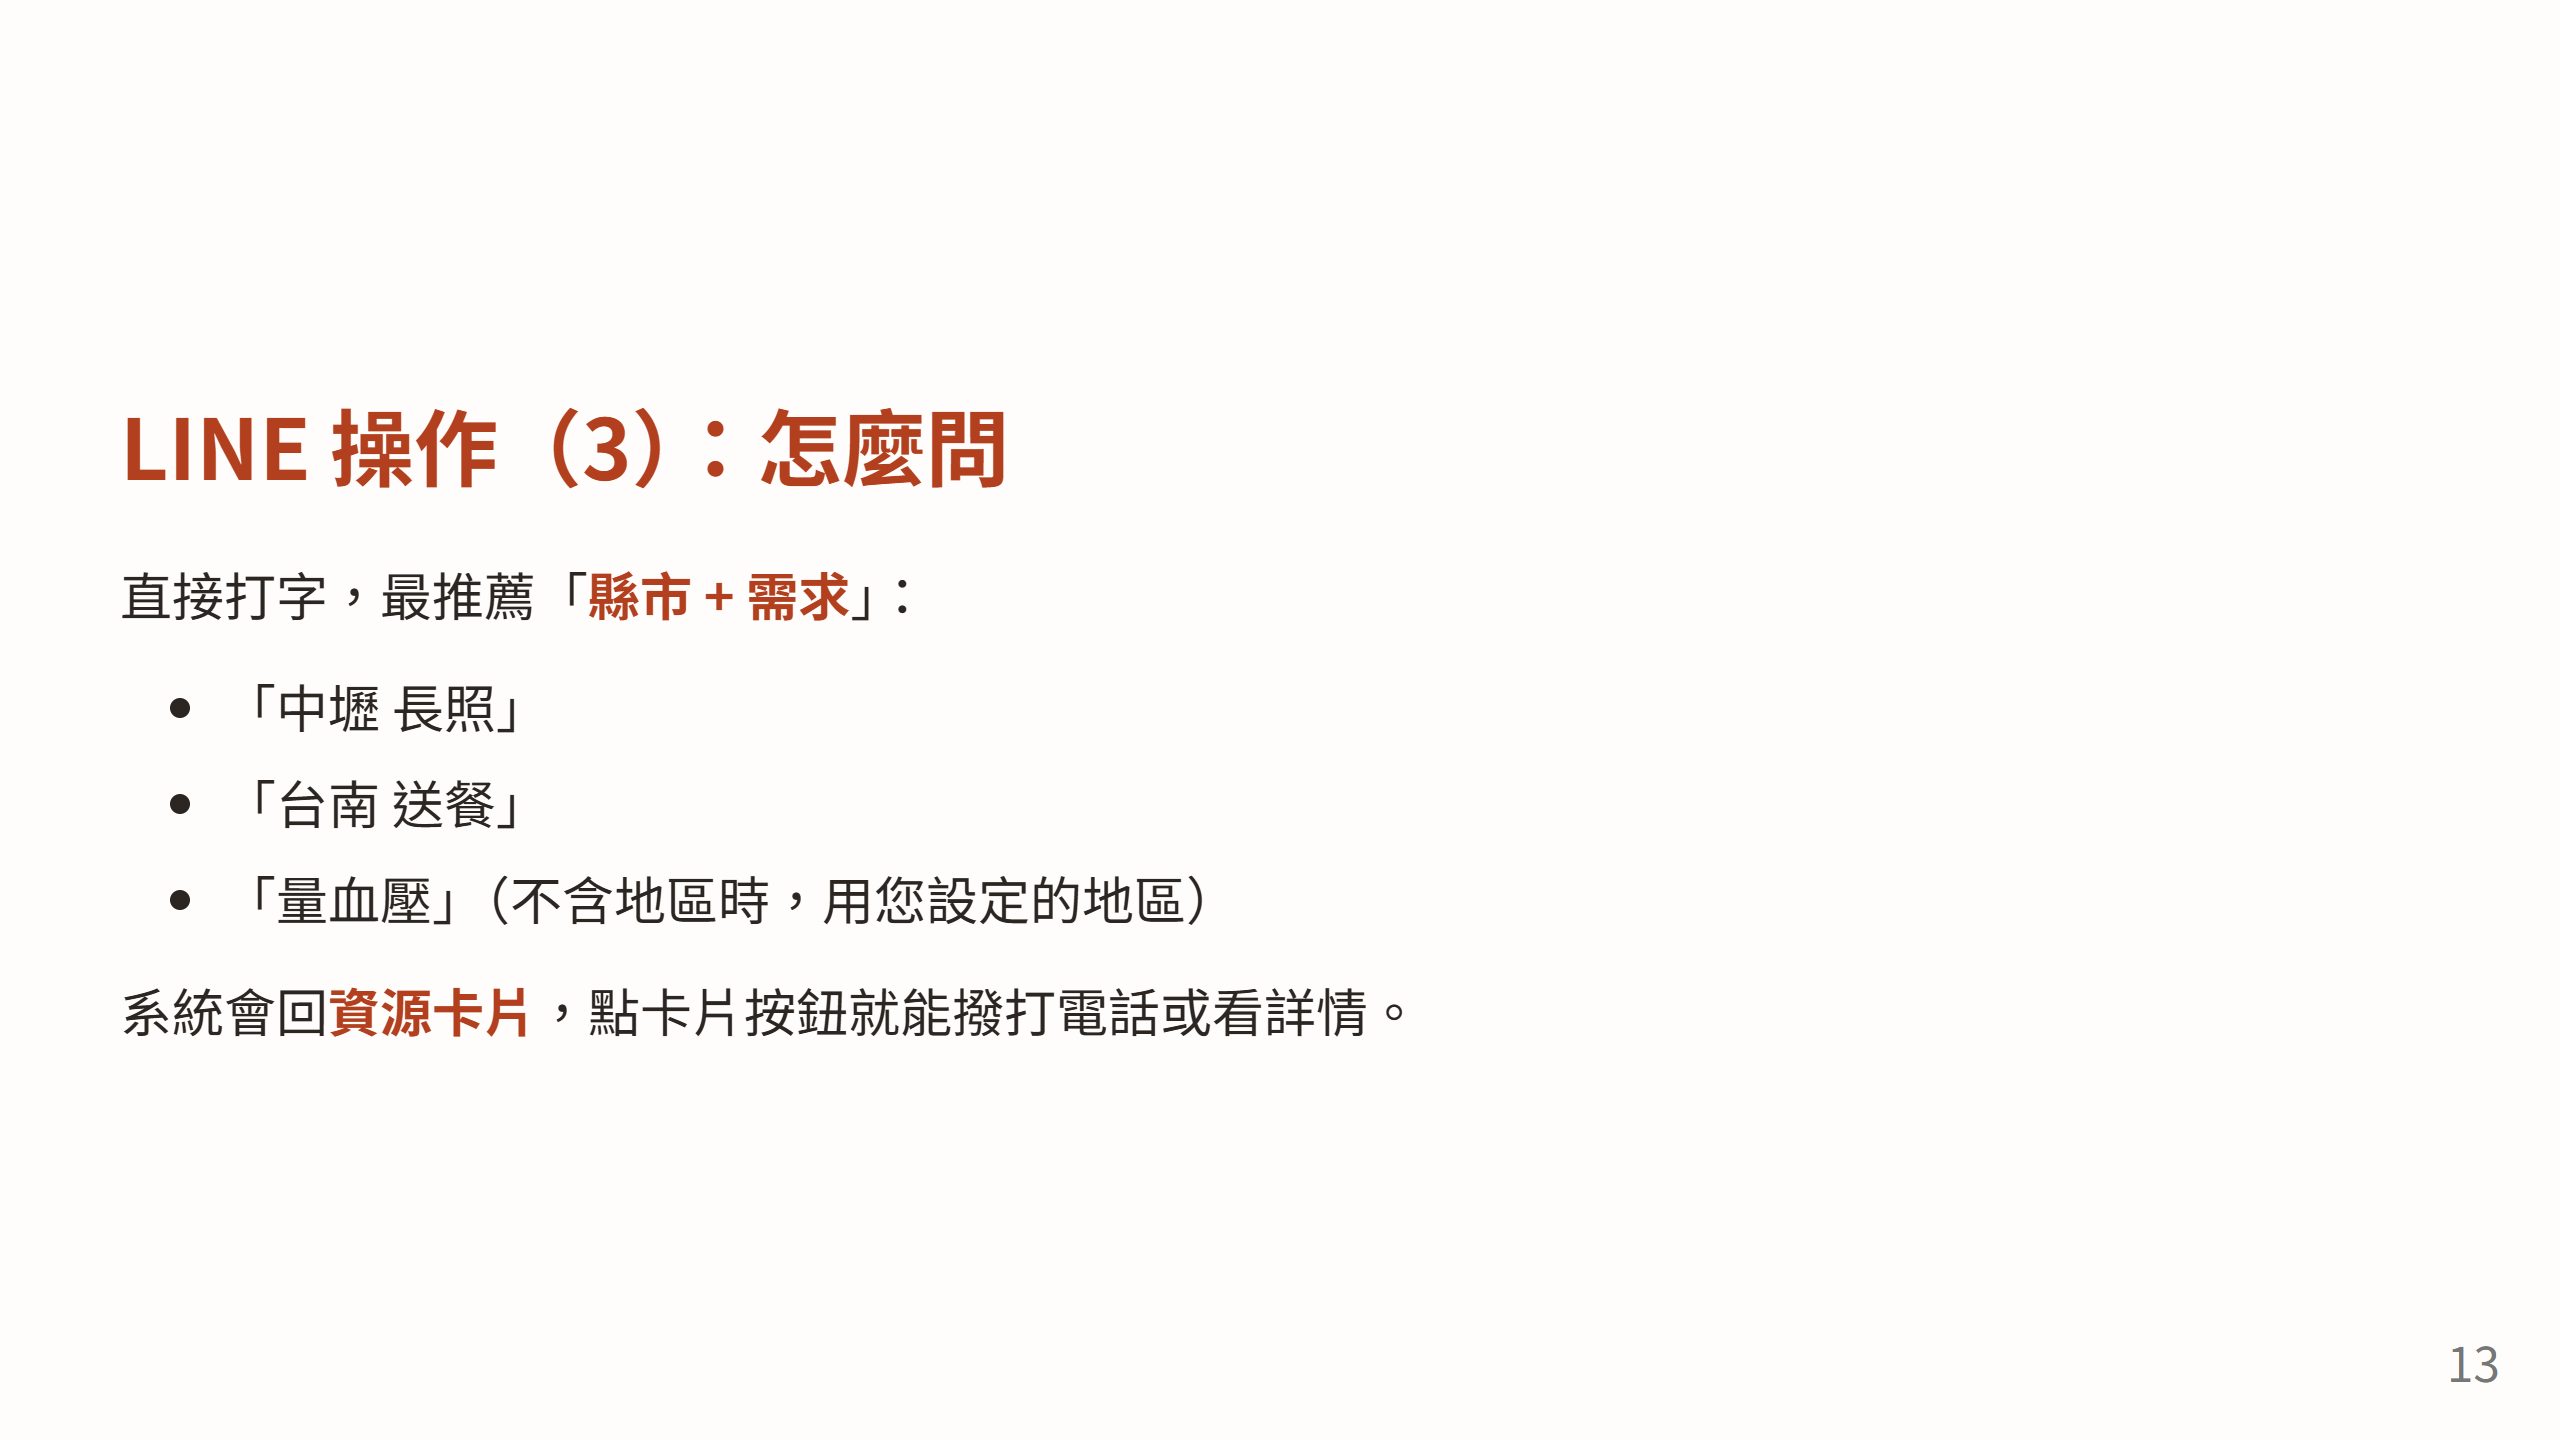 LINE 操作（3）：怎麼問
直接打字，最推薦「縣市 + 需求」：
• 「中壢 長照」
• 「台南 送餐」
• 「量血壓」（不含地區時，用您設定的地區）
系統會回資源卡片，點卡片按鈕就能撥打電話或看詳情。
13